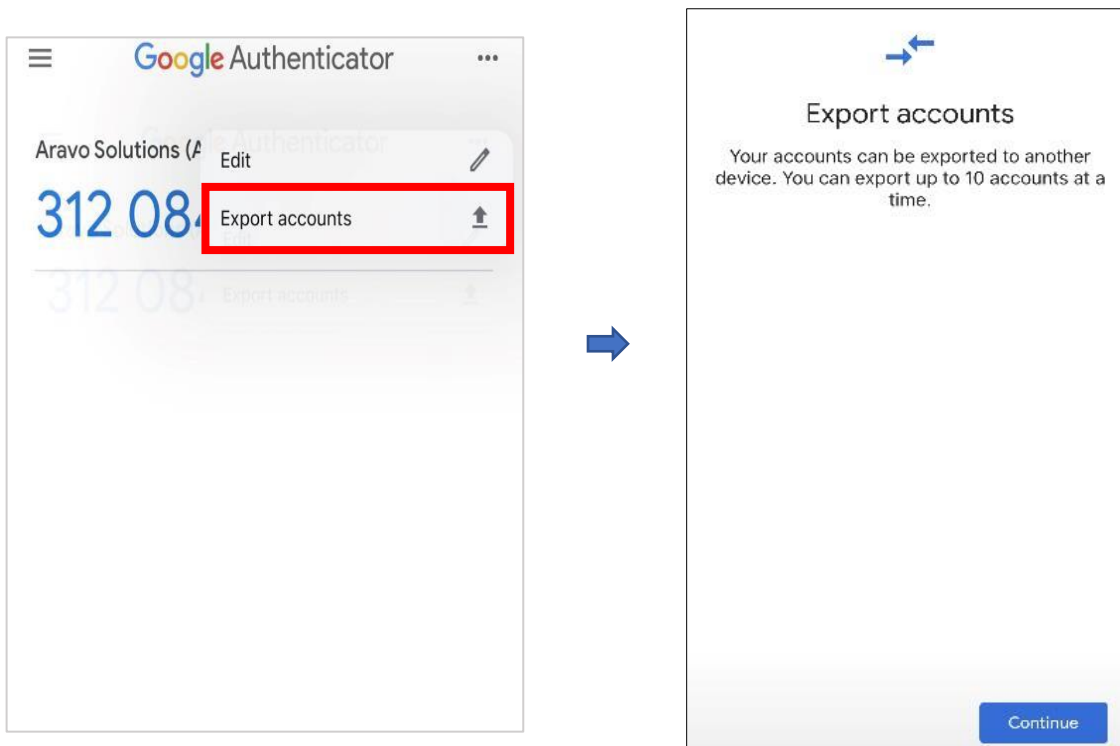 Google Authenticator
Aravo Solutions (A
Edit
312 084
Export accounts
Export accounts
Your accounts can be exported to another
device. You can export up to 10 accounts at a
time.
Continue